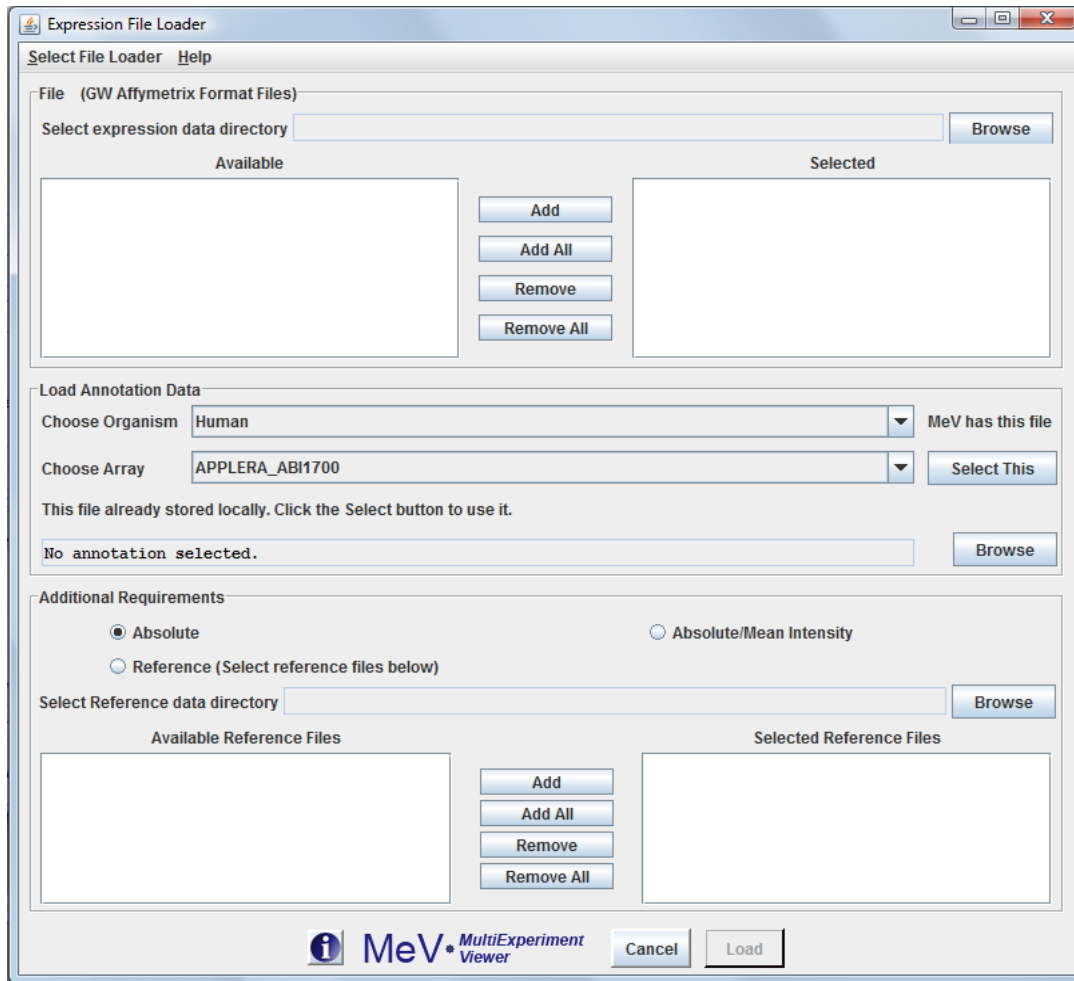 Expression File Loader
Select File Loader Help
File (GW Affymetrix Format Files)
Select expression data directory Browse
Available Selected
Add
Add All
Remove
Remove All
Load Annotation Data
Choose Organism Human MeV has this file
Choose Array APPLERA_ABI1700 Select This
This file already stored locally. Click the Select button to use it.
No annotation selected. Browse
Additional Requirements
Absolute Absolute/Mean Intensity
Reference (Select reference files below)
Select Reference data directory Browse
Available Reference Files Selected Reference Files
Add
Add All
Remove
Remove All
MeV MultiExperiment Viewer Cancel Load